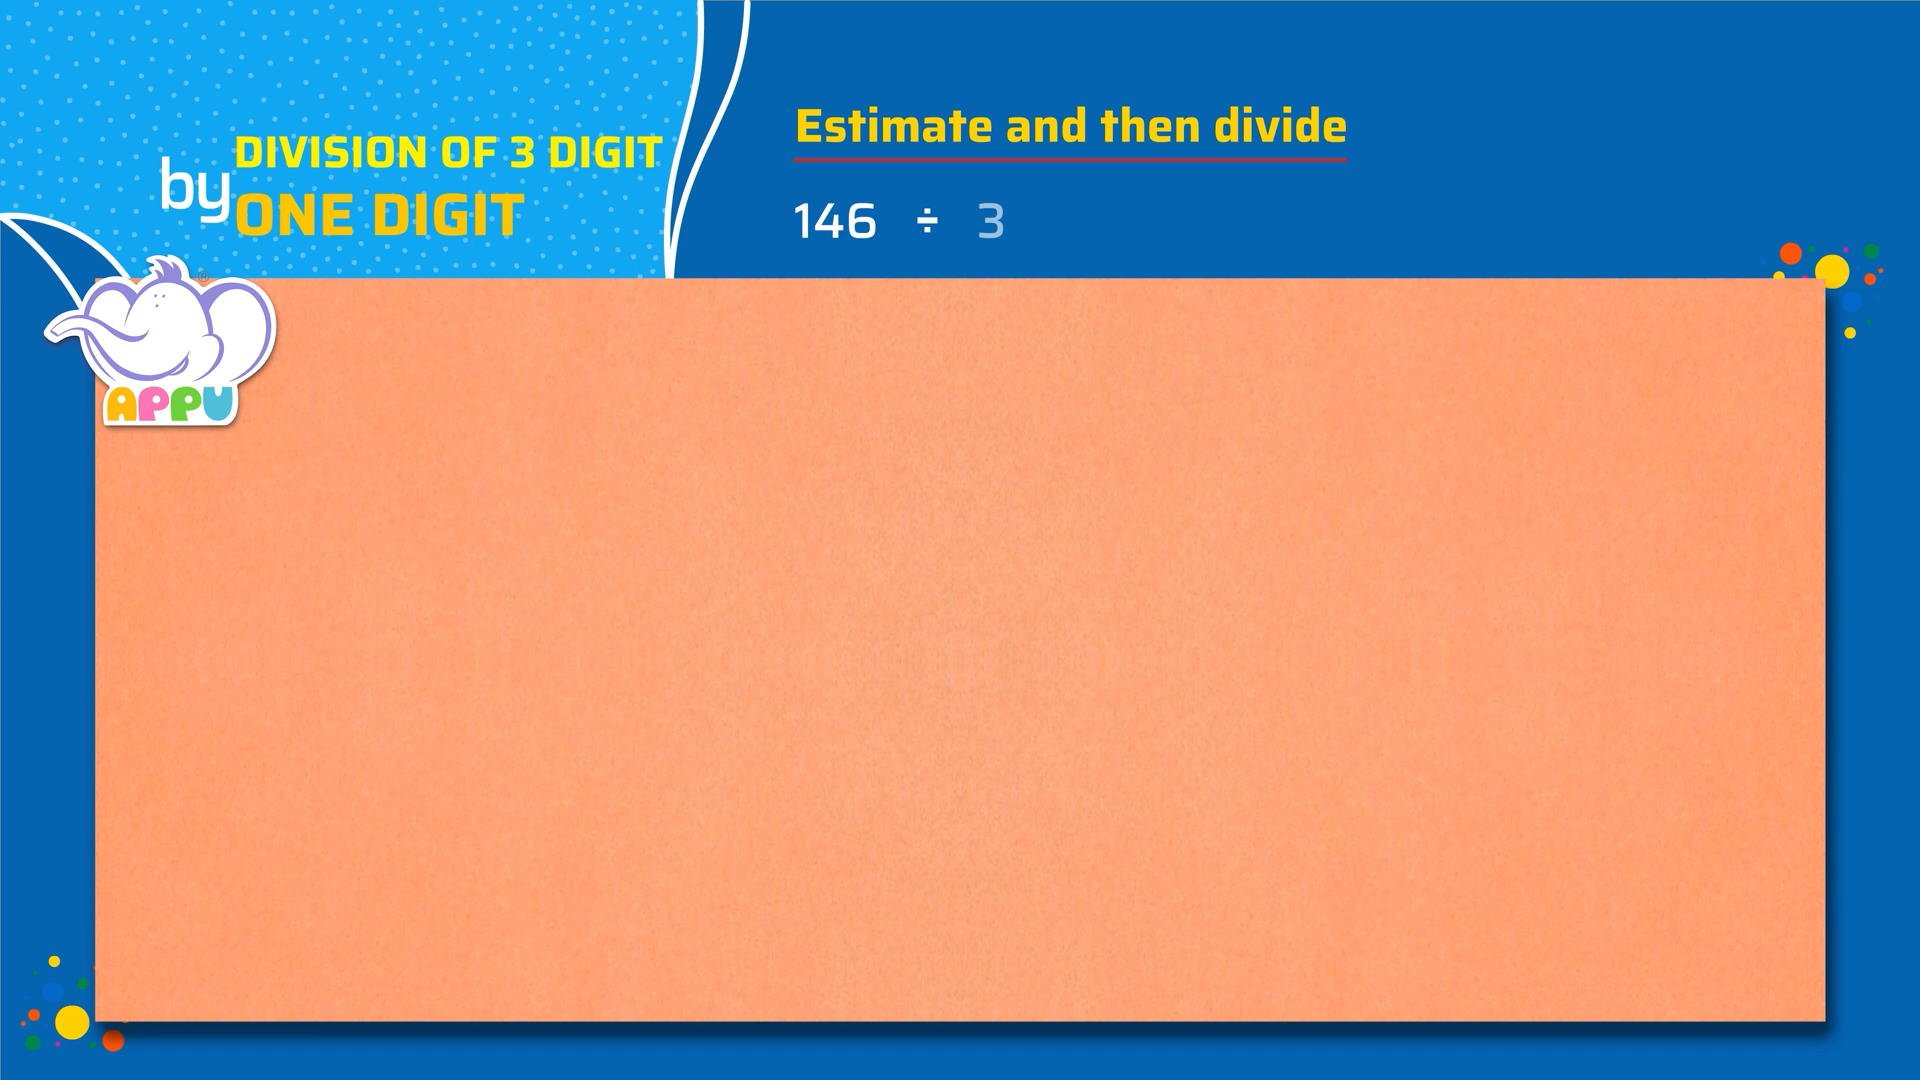 DIVISION OF 3 DIGIT
by ONE DIGIT
Estimate and then divide
146 ÷ 3
®
APPU